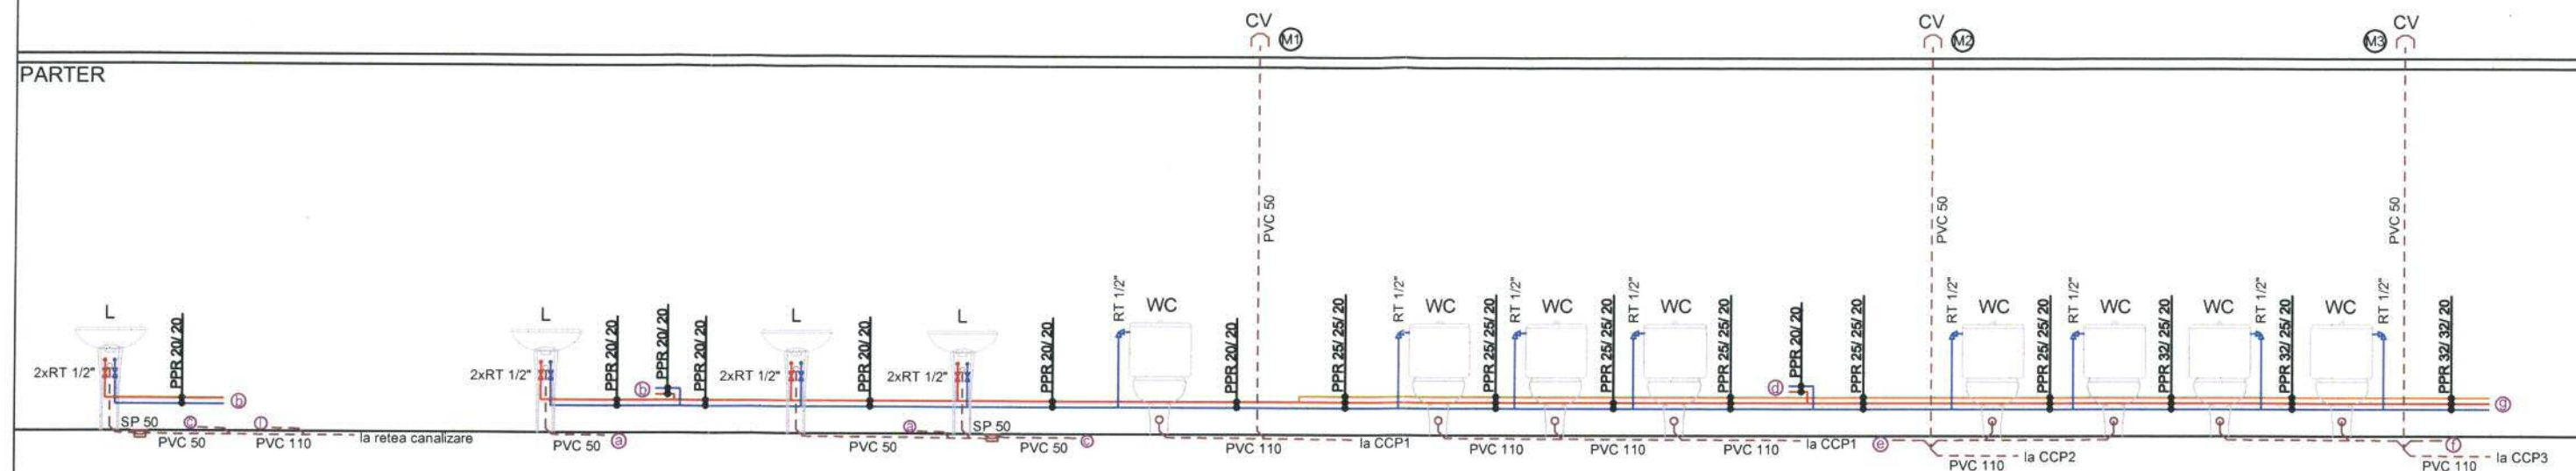 CV
M1
CV
M2
M3
CV
PARTER
PVC 50
PVC 50
PVC 50
L
2xRT 1/2"
PPR 20/ 20
b
SP 50
c
i
PVC 50
PVC 110
la retea canalizare
L
2xRT 1/2"
PPR 20/ 20
PPR 20/ 20
b
PPR 20/ 20
PVC 50
a
L
2xRT 1/2"
PPR 20/ 20
PVC 50
a
L
2xRT 1/2"
SP 50
PPR 20/ 20
PVC 50
c
RT 1/2"
WC
PPR 20/ 20
PVC 110
la CCP1
PPR 25/25/ 20
RT 1/2"
WC
PPR 25/25/ 20
PVC 110
RT 1/2"
WC
PPR 25/25/ 20
PVC 110
RT 1/2"
WC
PPR 25/25/ 20
PVC 110
PPR 20/ 20
d
la CCP1
PPR 25/25/ 20
e
RT 1/2"
WC
PPR 25/25/ 20
PVC 110
la CCP2
RT 1/2"
WC
PPR 32/25/ 20
WC
RT 1/2"
PPR 32/25/ 20
WC
RT 1/2"
PPR 32/ 32/ 20
g
f
PVC 110
la CCP3